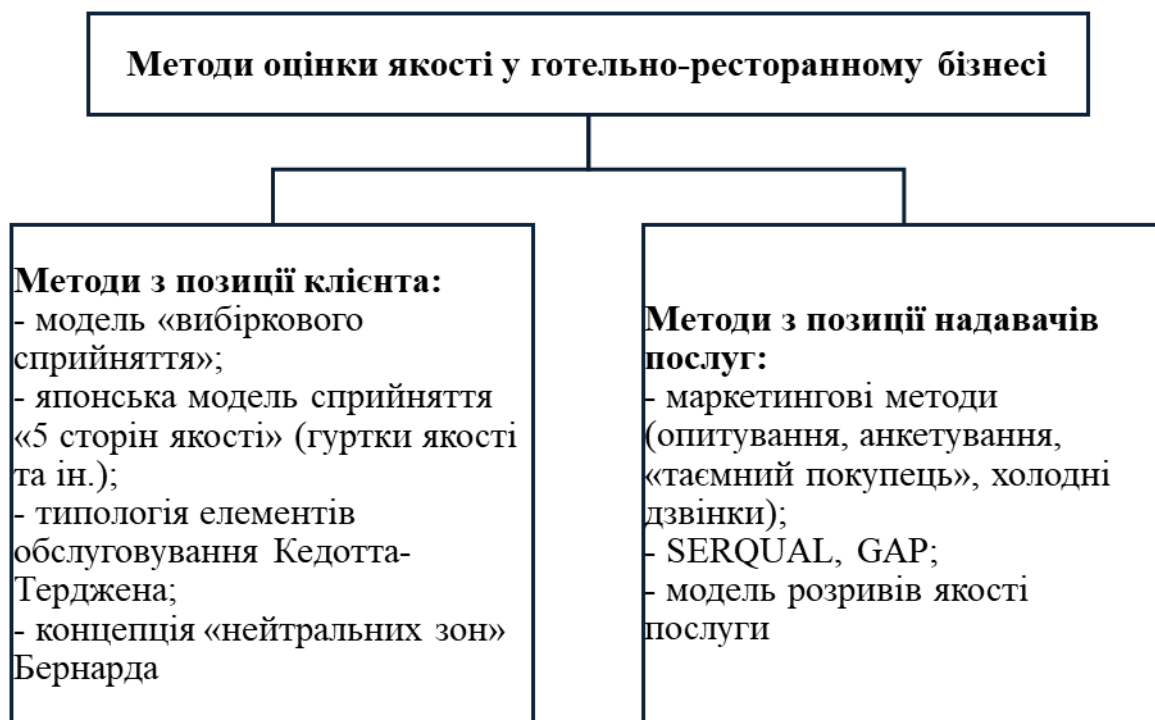 Методи оцінки якості у готельно-ресторанному бізнесі
Методи з позиції клієнта:
- модель «вибіркового
сприйняття»;
- японська модель сприйняття
«5 сторін якості» (гуртки якості
та ін.);
- типологія елементів
обслуговування Кедотта-
Терджена;
- концепція «нейтральних зон»
Бернарда
Методи з позиції надавачів
послуг:
- маркетингові методи
(опитування, анкетування,
«таємний покупець», холодні
дзвінки);
- SERQUAL, GAP;
- модель розривів якості
послуги